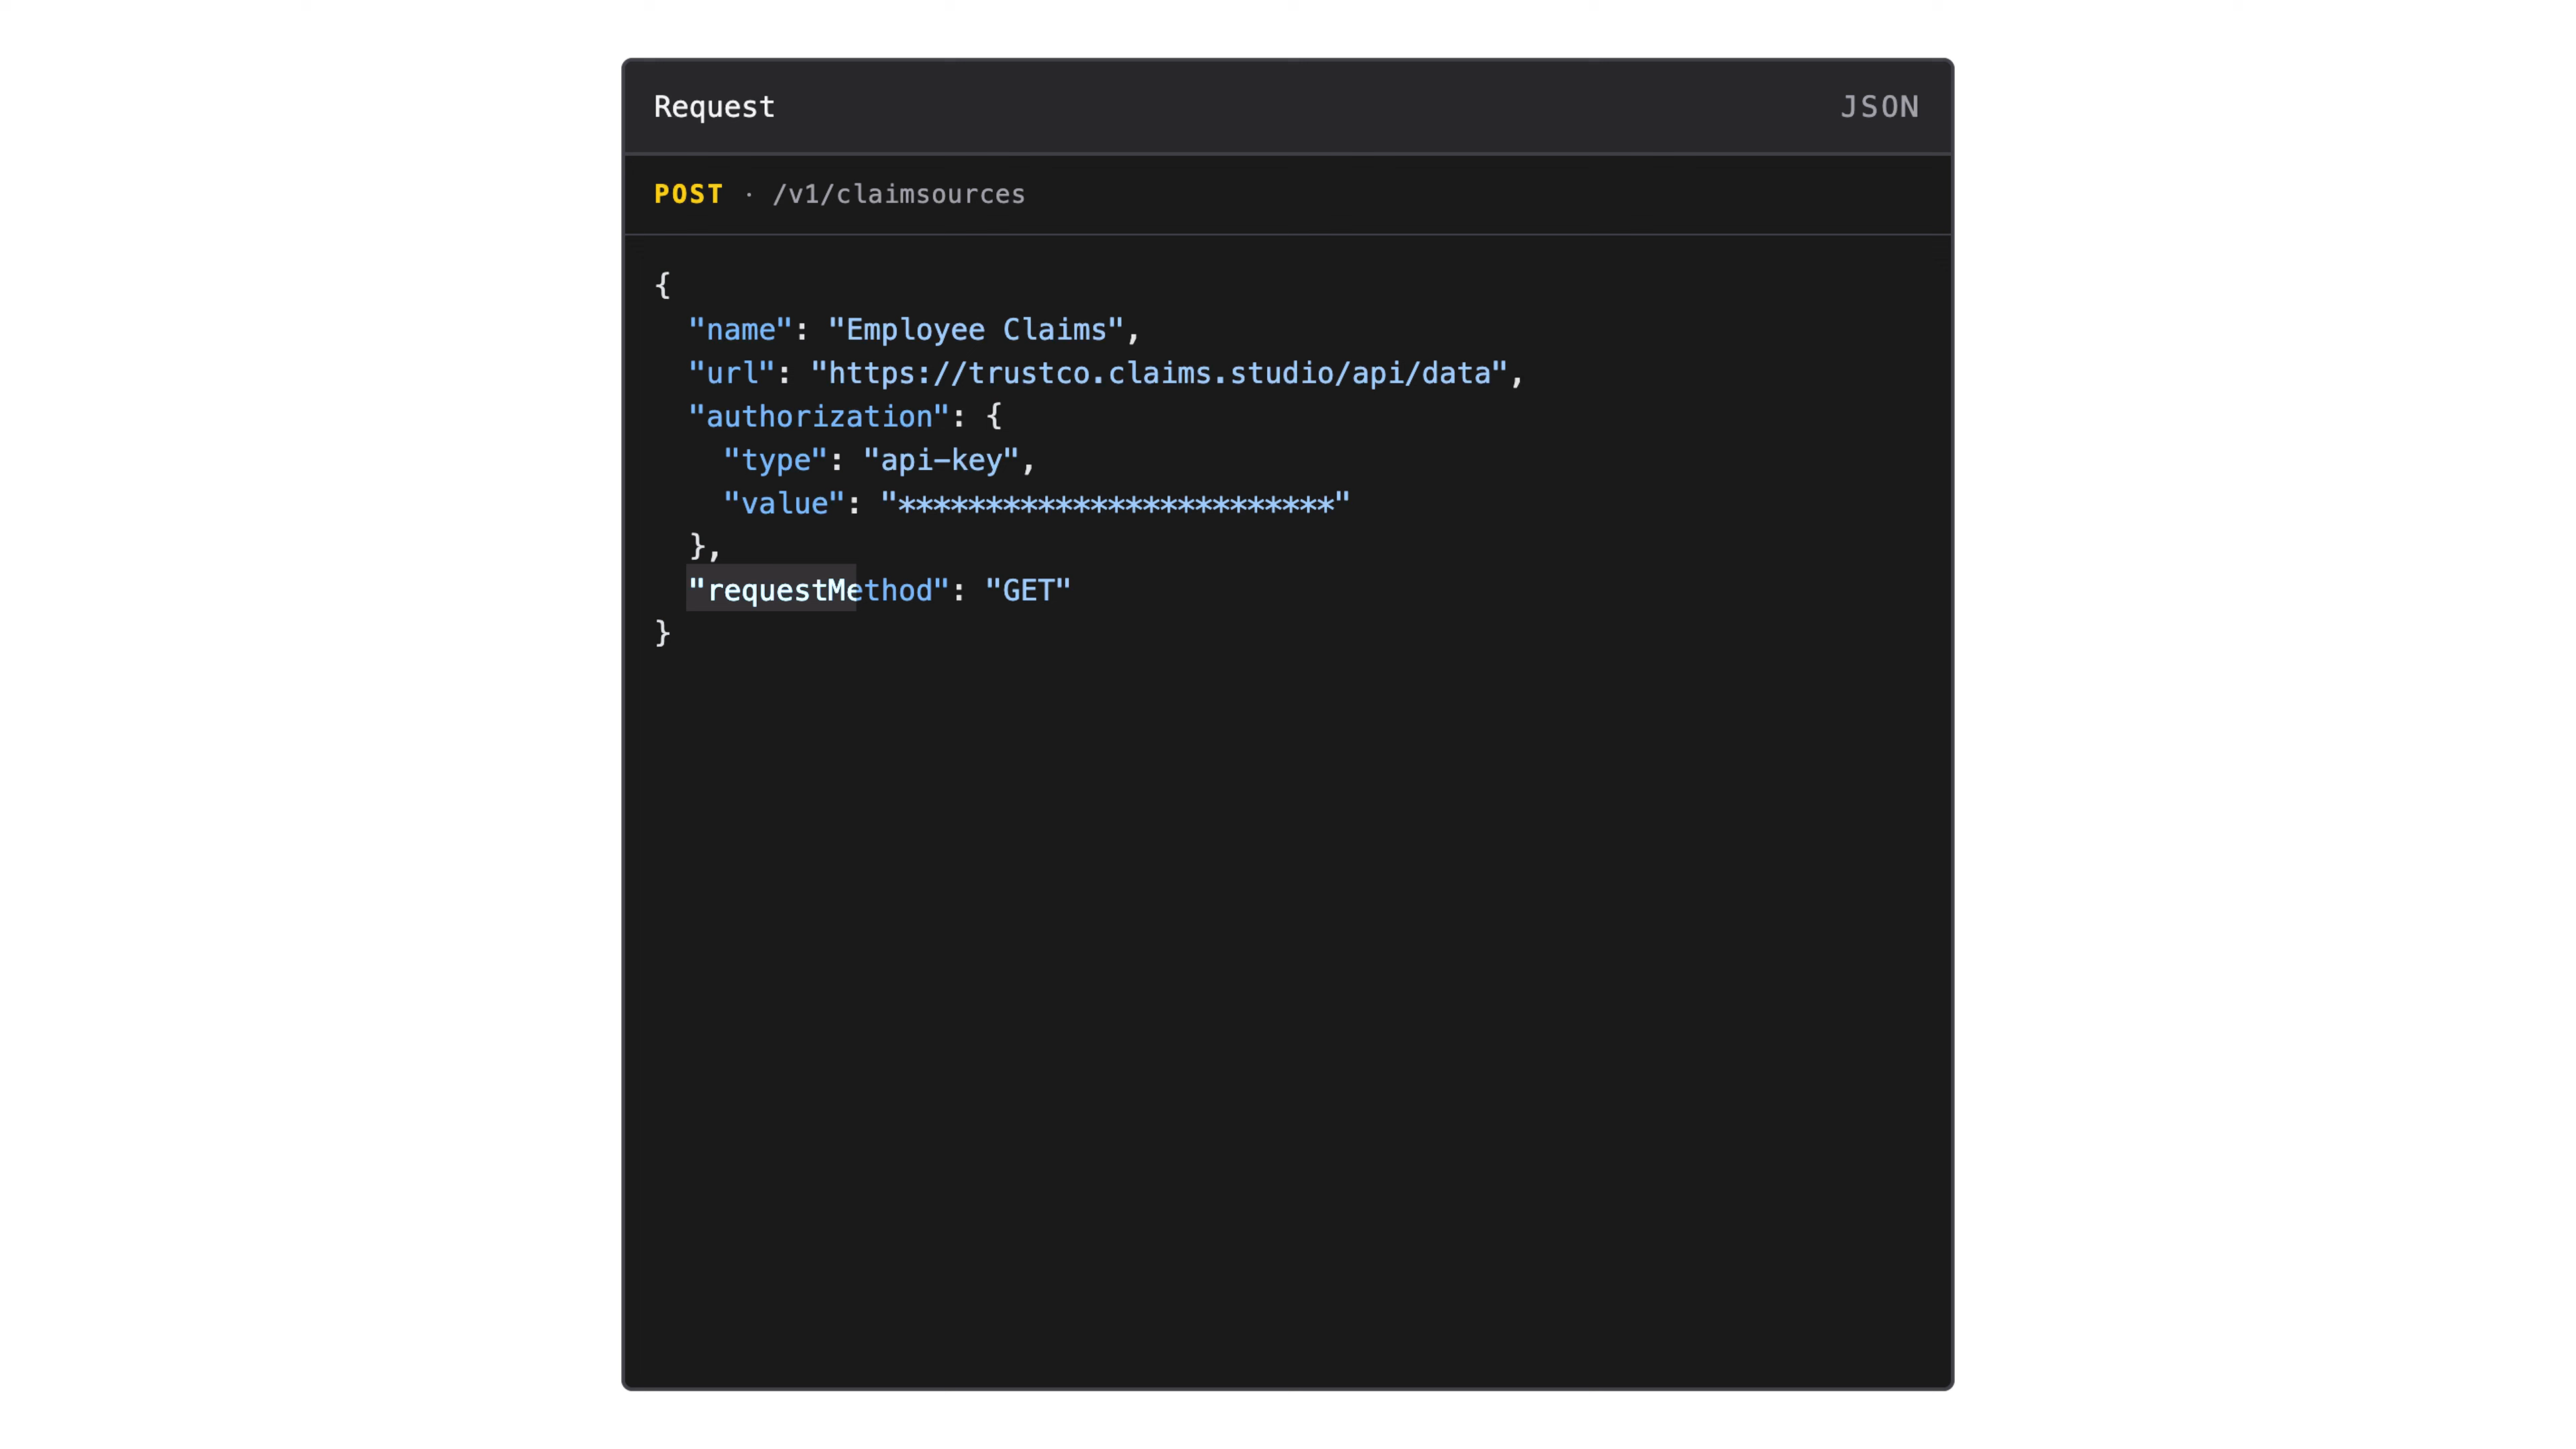 Request
JSON
POST · /v1/claimsources
{
  "name": "Employee Claims",
  "url": "https://trustco.claims.studio/api/data",
  "authorization": {
    "type": "api-key",
    "value": "*************************"
  },
  "requestMethod": "GET"
}